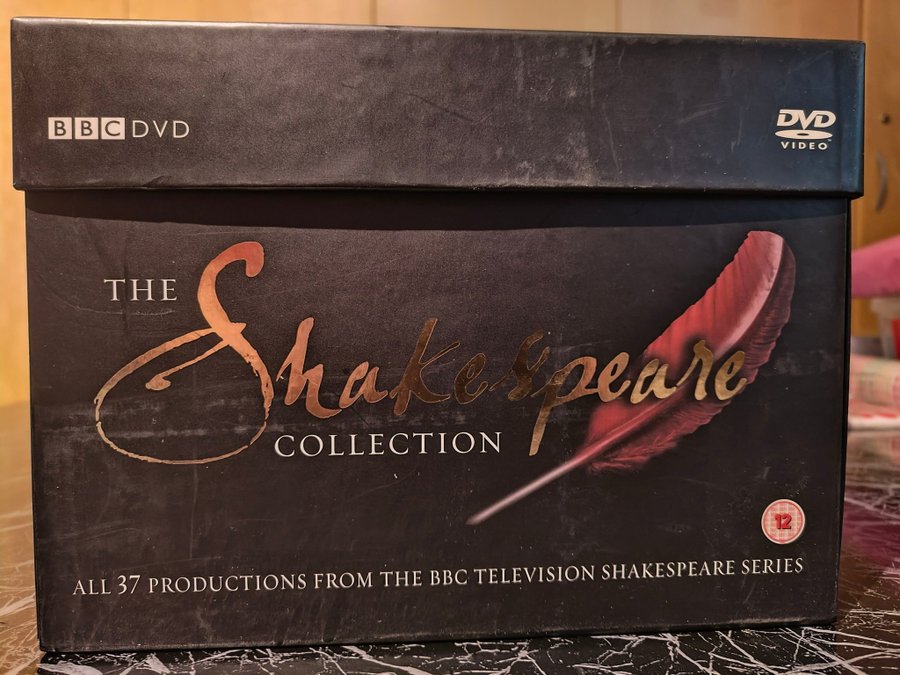 BBC DVD
DVD
VIDEO
THE
Shakespeare
COLLECTION
12
ALL 37 PRODUCTIONS FROM THE BBC TELEVISION SHAKESPEARE SERIES